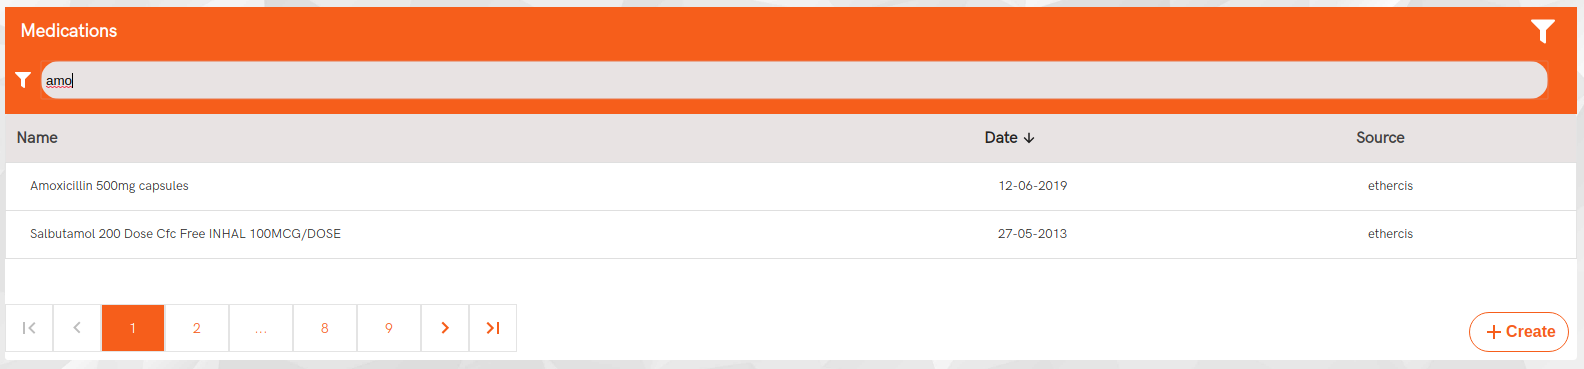 Medications
amo
Name Date ↓ Source
Amoxicillin 500mg capsules 12-06-2019 ethercis
Salbutamol 200 Dose Cfc Free INHAL 100MCG/DOSE 27-05-2013 ethercis
1 2 ... 8 9
+ Create